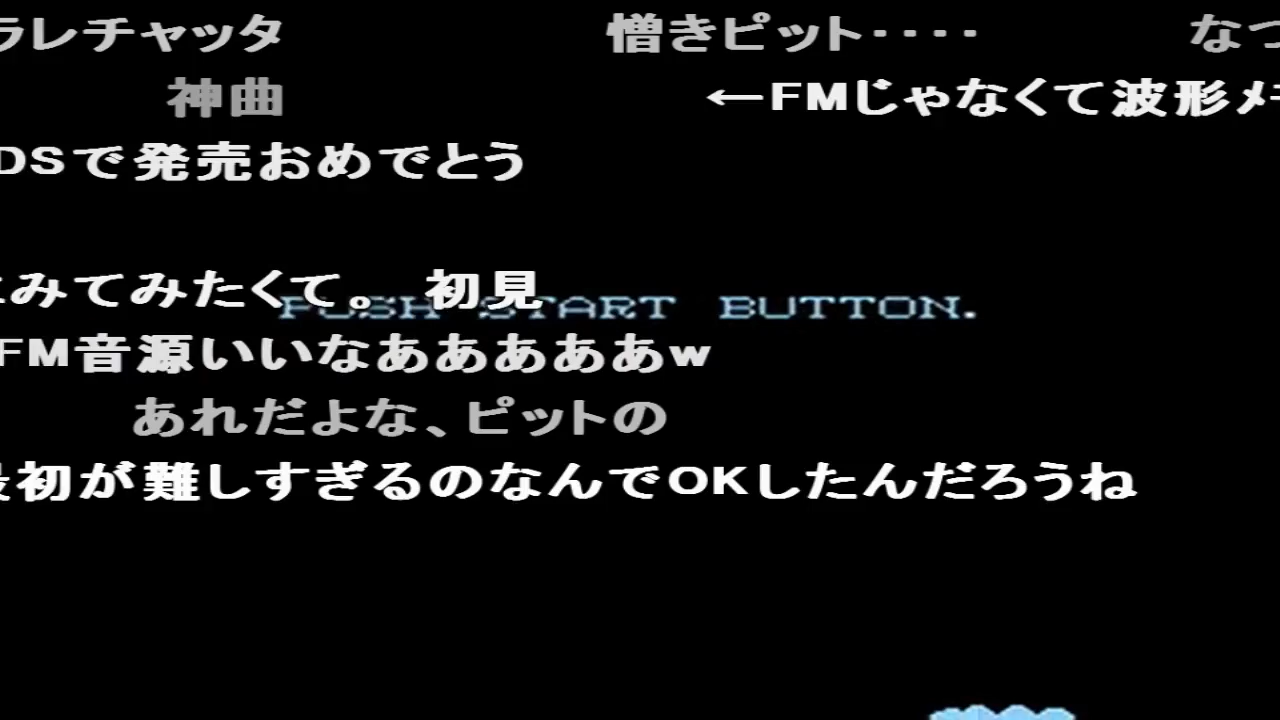 ラレチャッタ 憎きピット‥‥ なつ
神曲 ←FMじゃなくて波形メモ
DSで発売おめでとう
みてみたくて。 初見
PUSH START BUTTON.
FM音源いいなあああああw
あれだよな、ピットの
最初が難しすぎるのなんでOKしたんだろうね